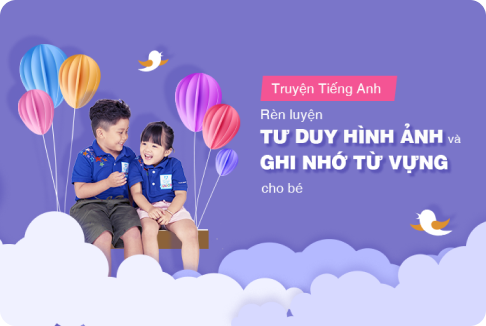 Truyện Tiếng Anh
Rèn luyện
TƯ DUY HÌNH ẢNH và
GHI NHỚ TỪ VỰNG
cho bé